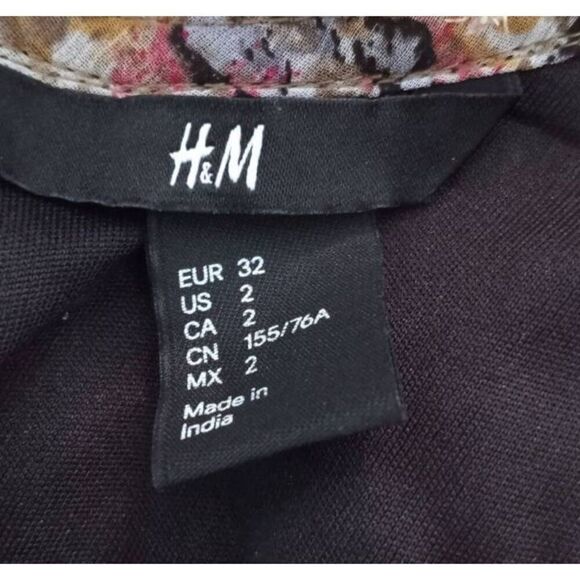 H&M
EUR 32
US 2
CA 2
CN 155/76A
MX 2
Made in
India